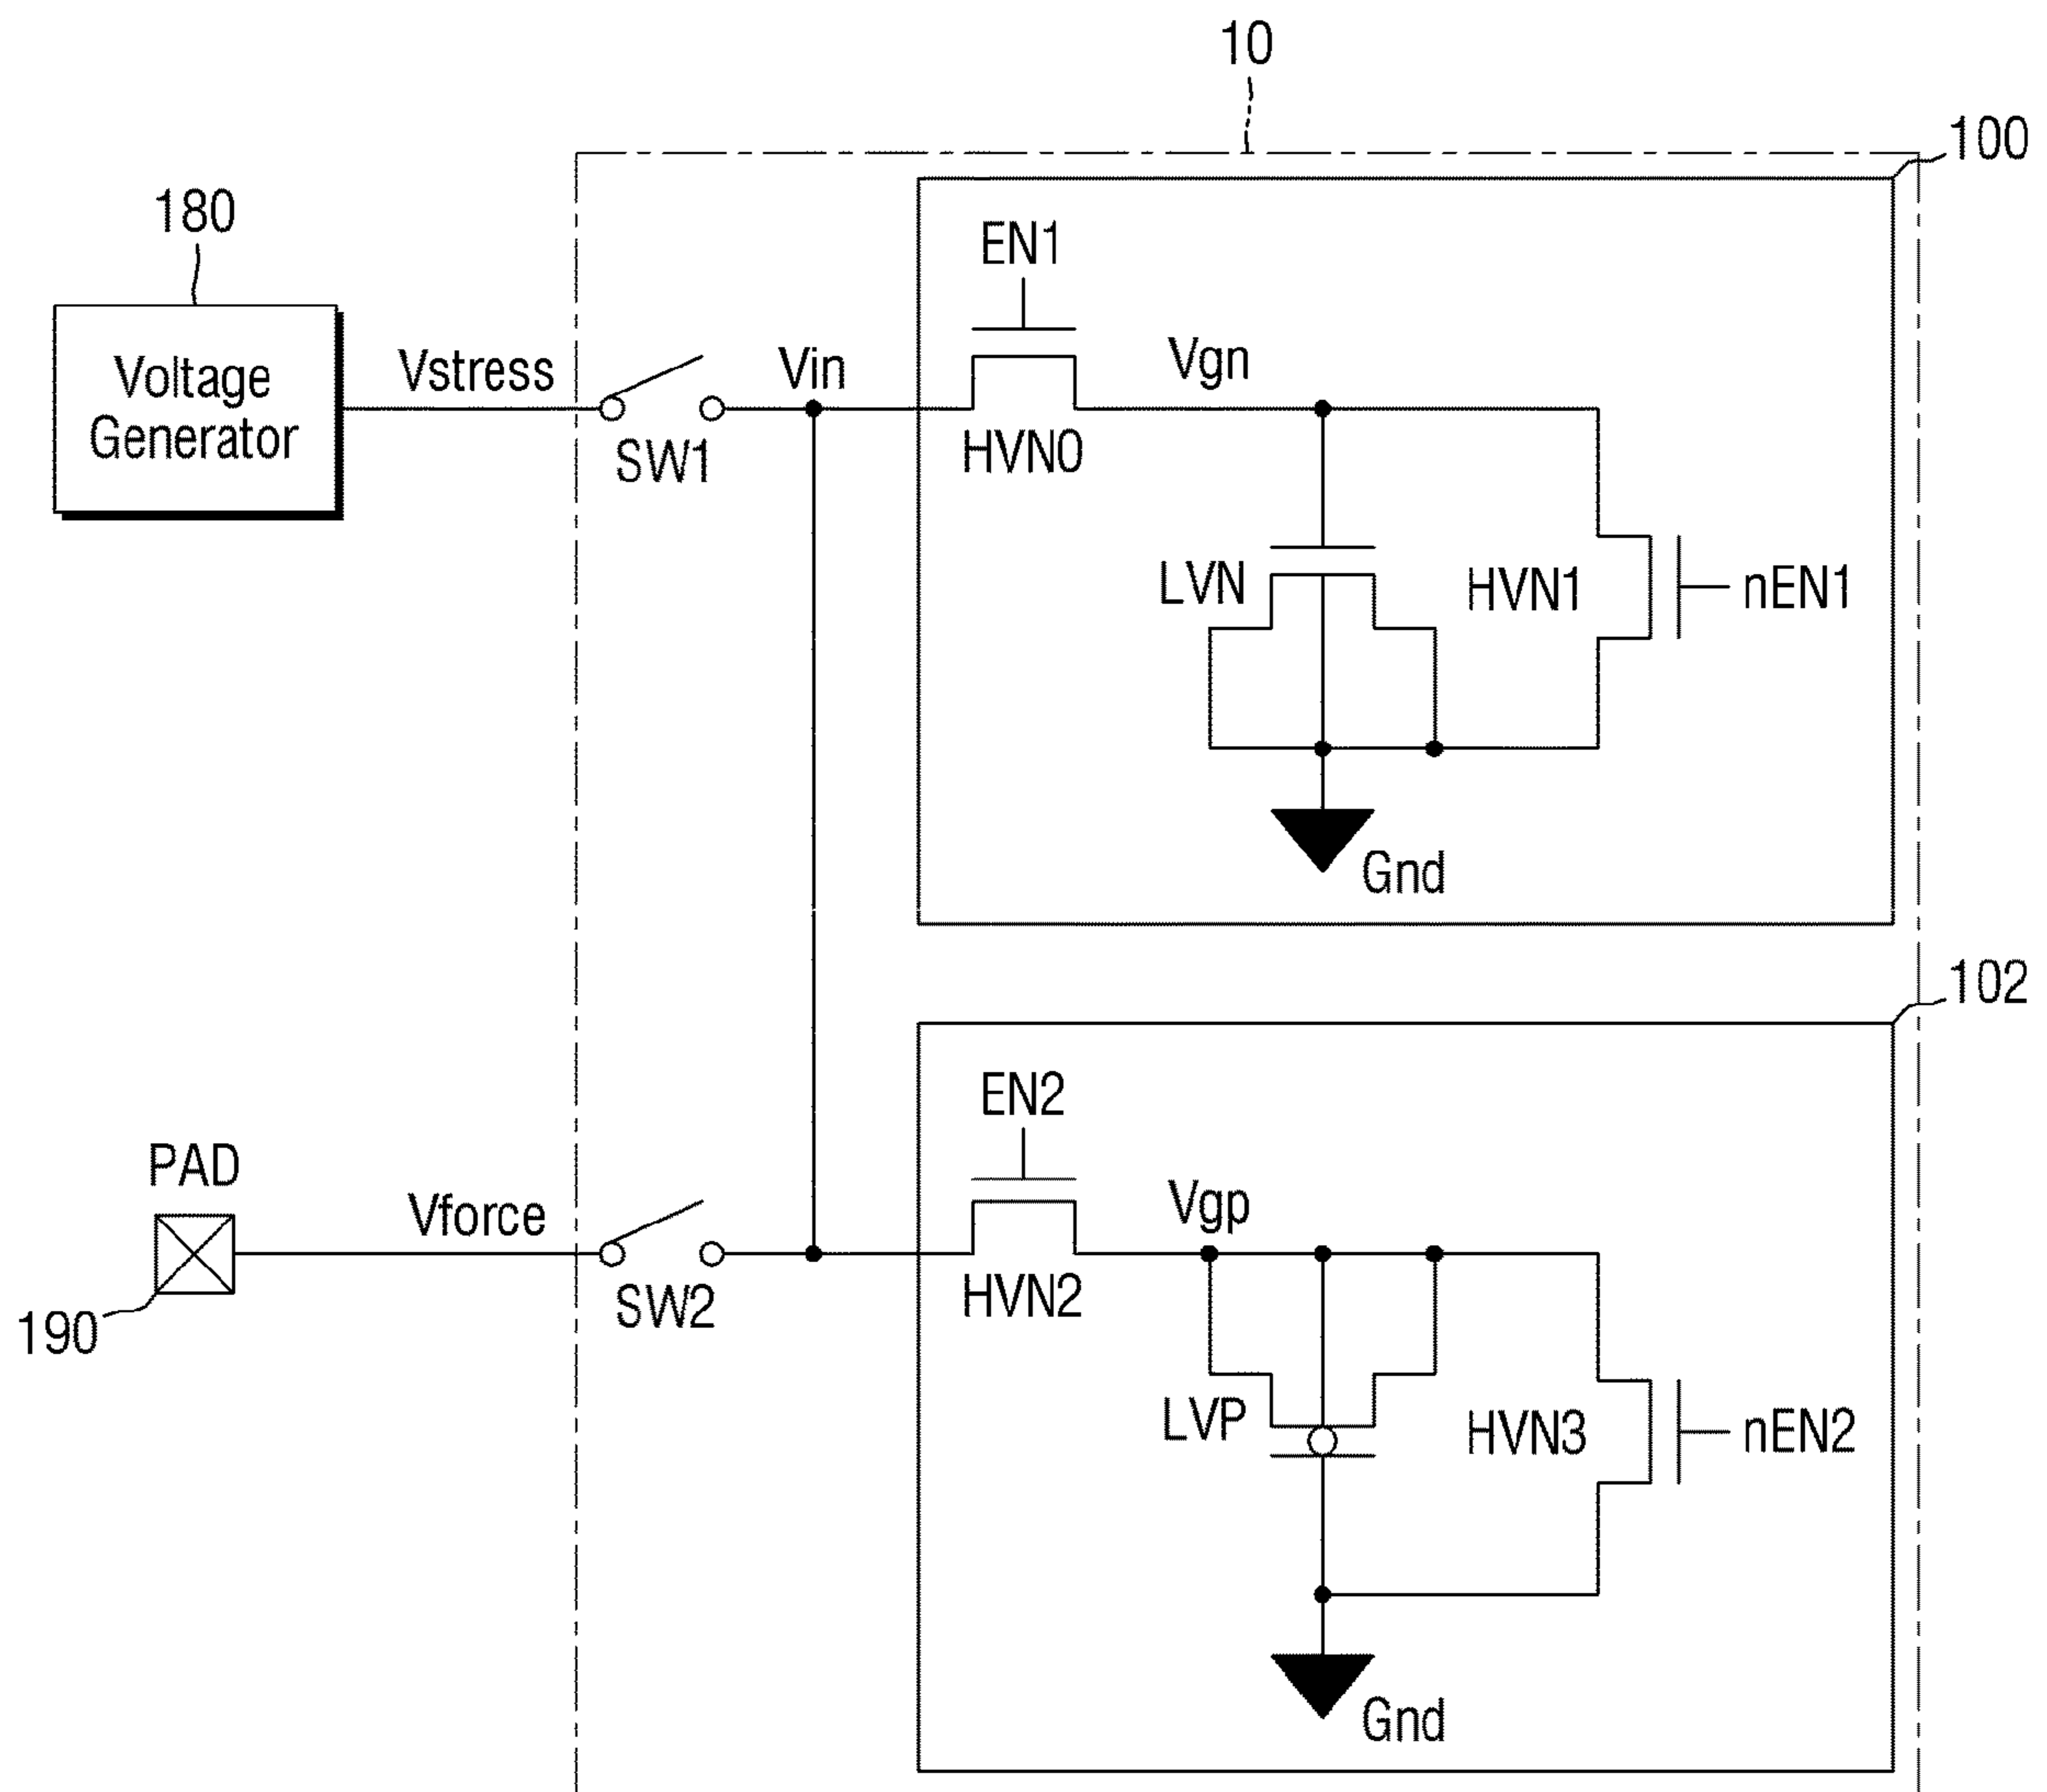 10
100
180
EN1
Voltage
Generator
Vstress
Vin
Vgn
SW1
HVN0
LVN
HVN1
nEN1
Gnd
102
EN2
PAD
Vforce
Vgp
190
SW2
HVN2
LVP
HVN3
nEN2
Gnd